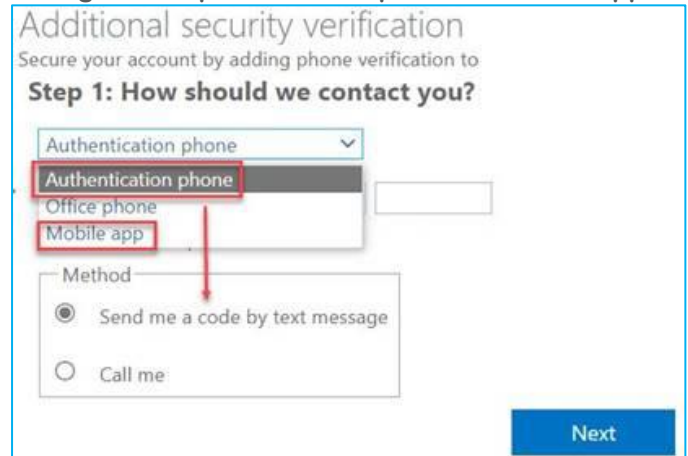 Additional security verification
Secure your account by adding phone verification to
Step 1: How should we contact you?
Authentication phone
Authentication phone
Office phone
Mobile app
Method
Send me a code by text message
Call me
Next